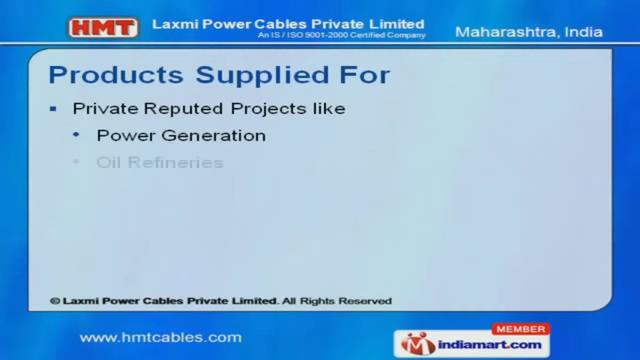 HMT
Laxmi Power Cables Private Limited
An IS / ISO 9001-2000 Certified Company
Maharashtra, India
Products Supplied For
Private Reputed Projects like
Power Generation
Oil Refineries
© Laxmi Power Cables Private Limited. All Rights Reserved
www.hmtcables.com
MEMBER
indiamart.com